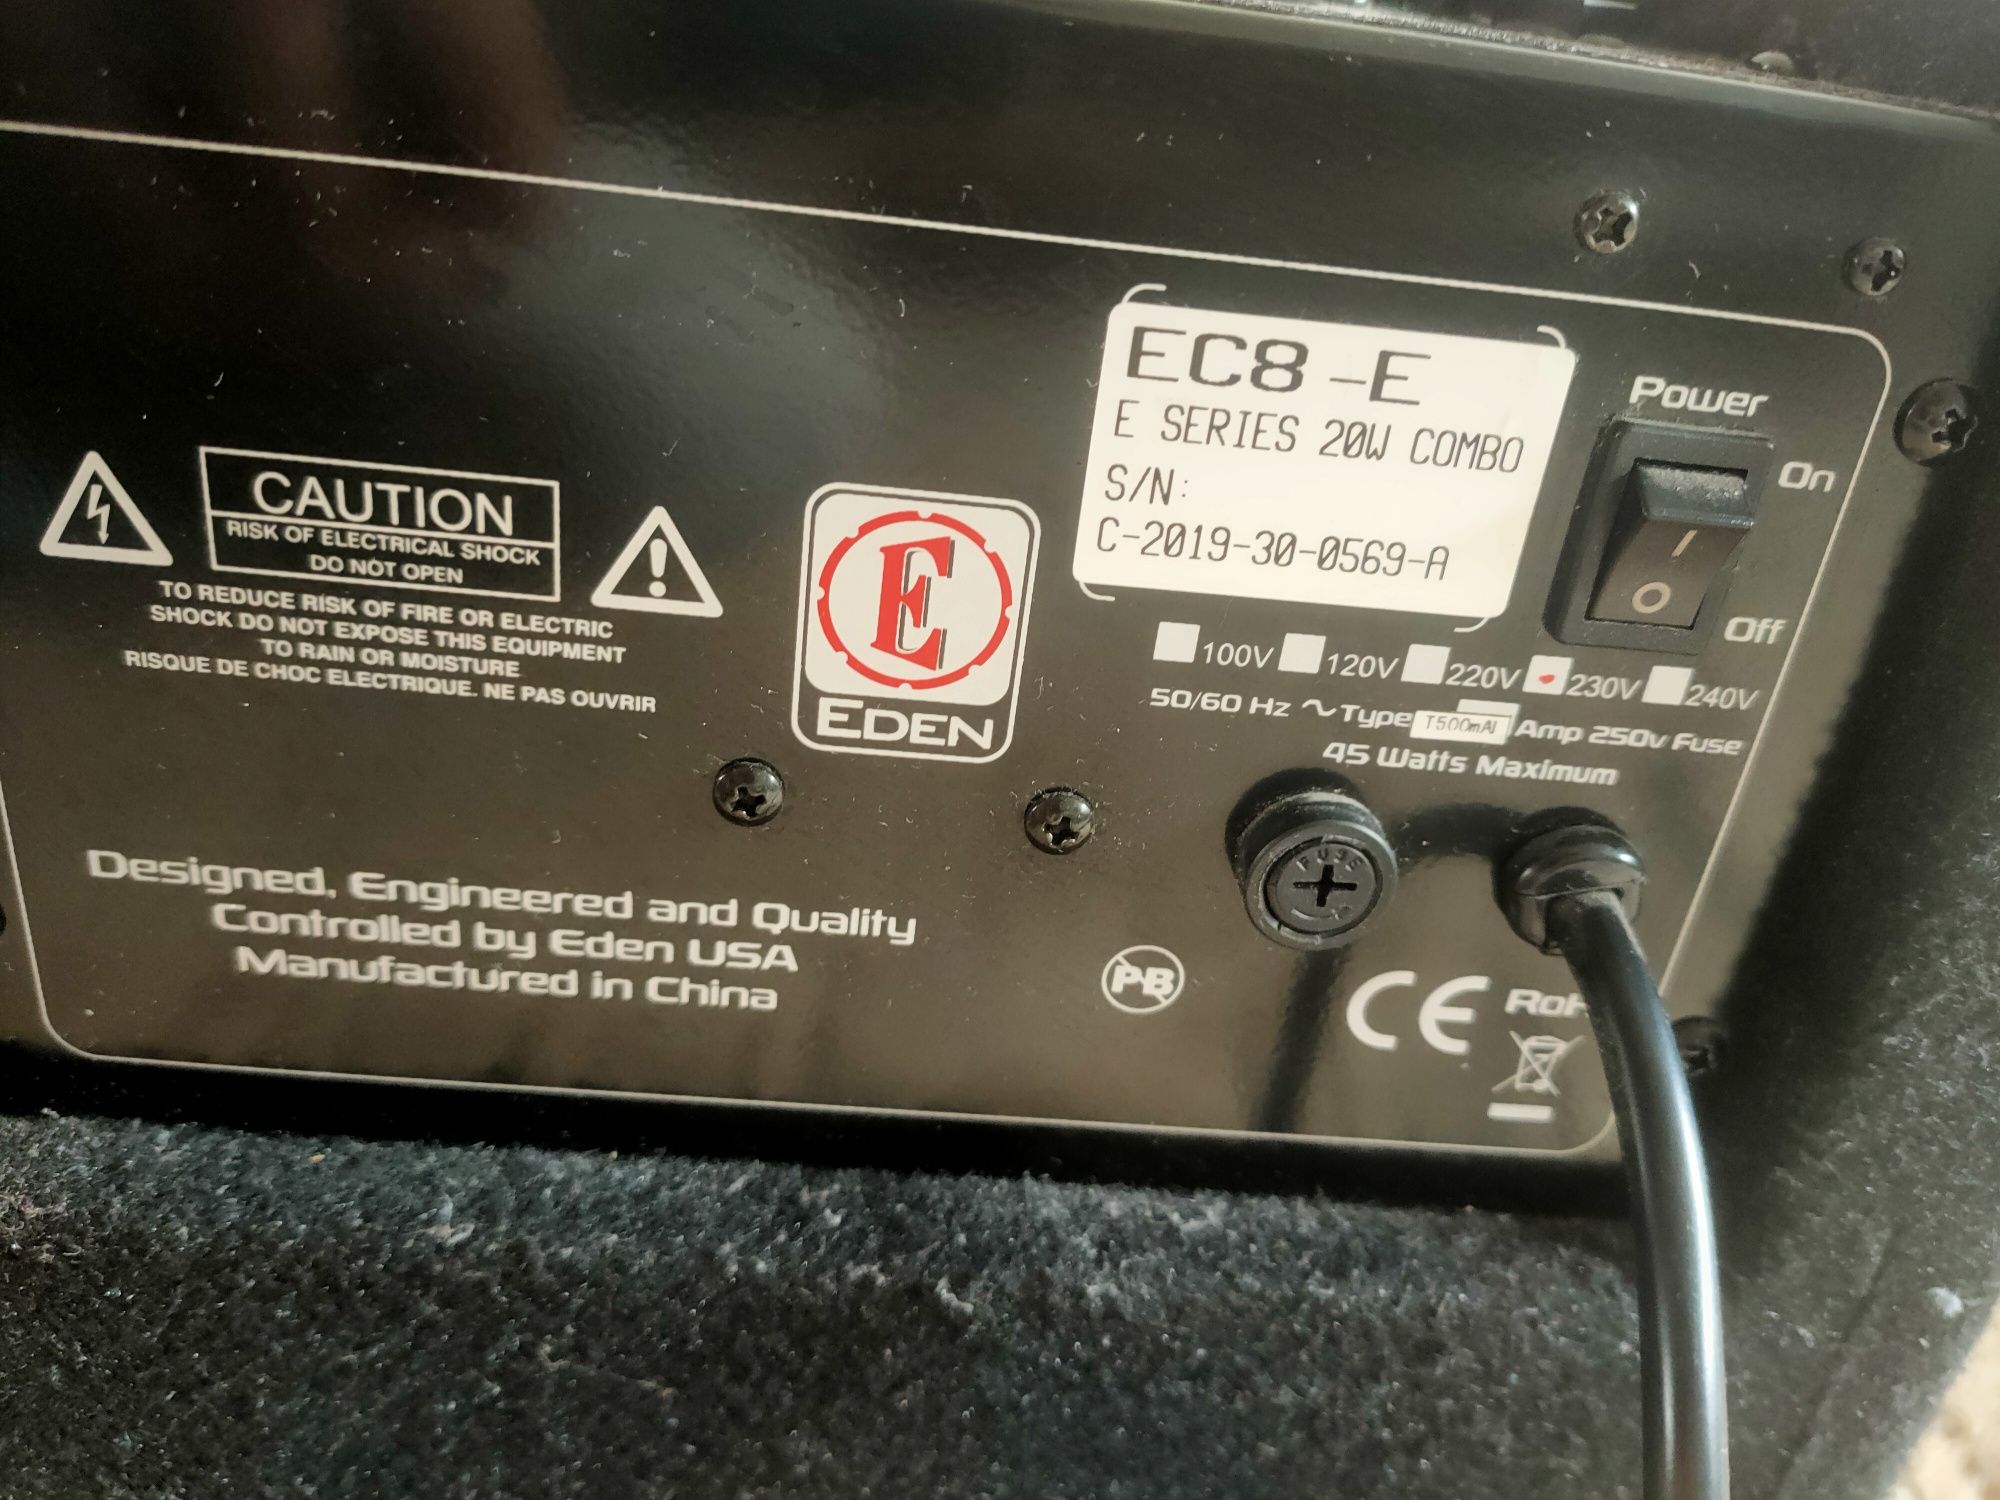 EC8 -E
E SERIES 20W COMBO
S/N:
C-2019-30-0569-A
Power
On
Off
CAUTION
RISK OF ELECTRICAL SHOCK
DO NOT OPEN
TO REDUCE RISK OF FIRE OR ELECTRIC
SHOCK DO NOT EXPOSE THIS EQUIPMENT
TO RAIN OR MOISTURE
RISQUE DE CHOC ELECTRIQUE. NE PAS OUVRIR
E
EDEN
100V 120V 220V 230V 240V
50/60 Hz ~ Type T500mAl Amp 250v Fuse
45 Watts Maximum
FUSE
Designed, Engineered and Quality
Controlled by Eden USA
Manufactured in China
PB
CE
RoH